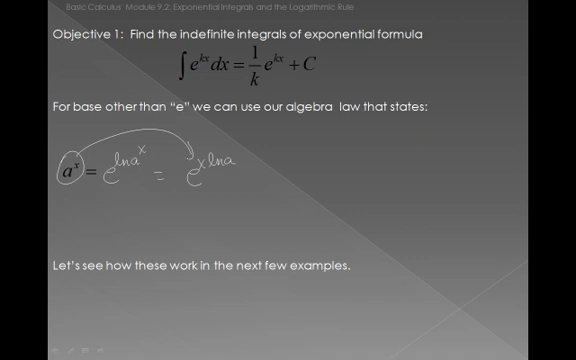 Basic Calculus Module 9.2: Exponential Integrals and the Logarithmic Rule
Objective 1: Find the indefinite integrals of exponential formula
∫ e^{kx} dx = \frac{1}{k} e^{kx} + C
For base other than “e” we can use our algebra law that states:
a^x = e^{ln a^x} = e^{x ln a}
Let’s see how these work in the next few examples.